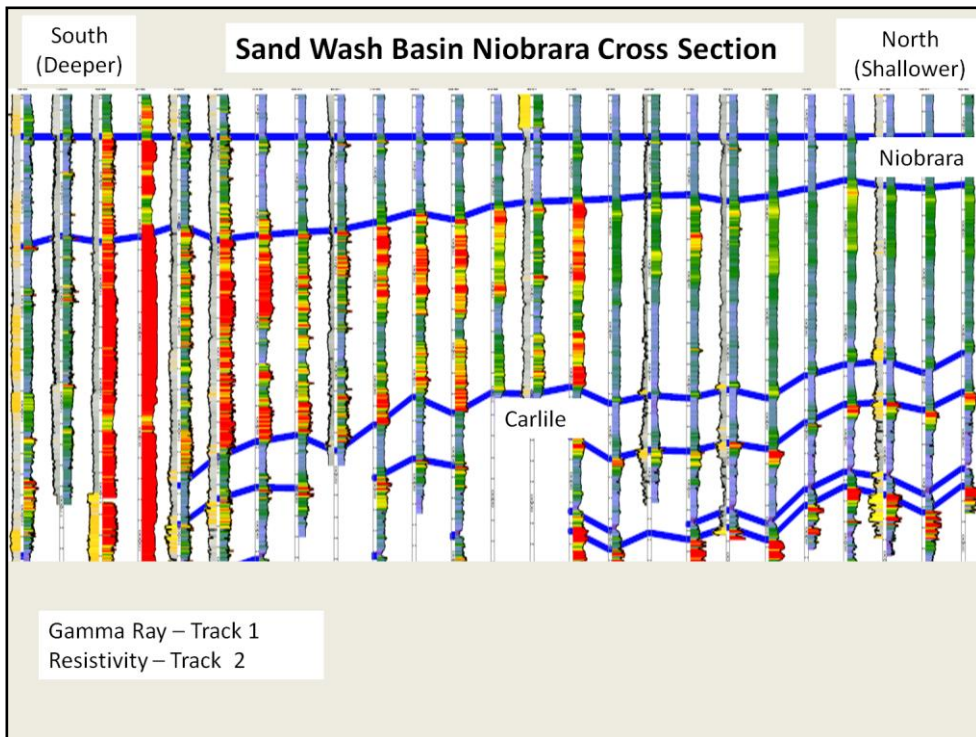 South
(Deeper)
Sand Wash Basin Niobrara Cross Section
North
(Shallower)
Niobrara
Carlile
Gamma Ray – Track 1
Resistivity – Track 2